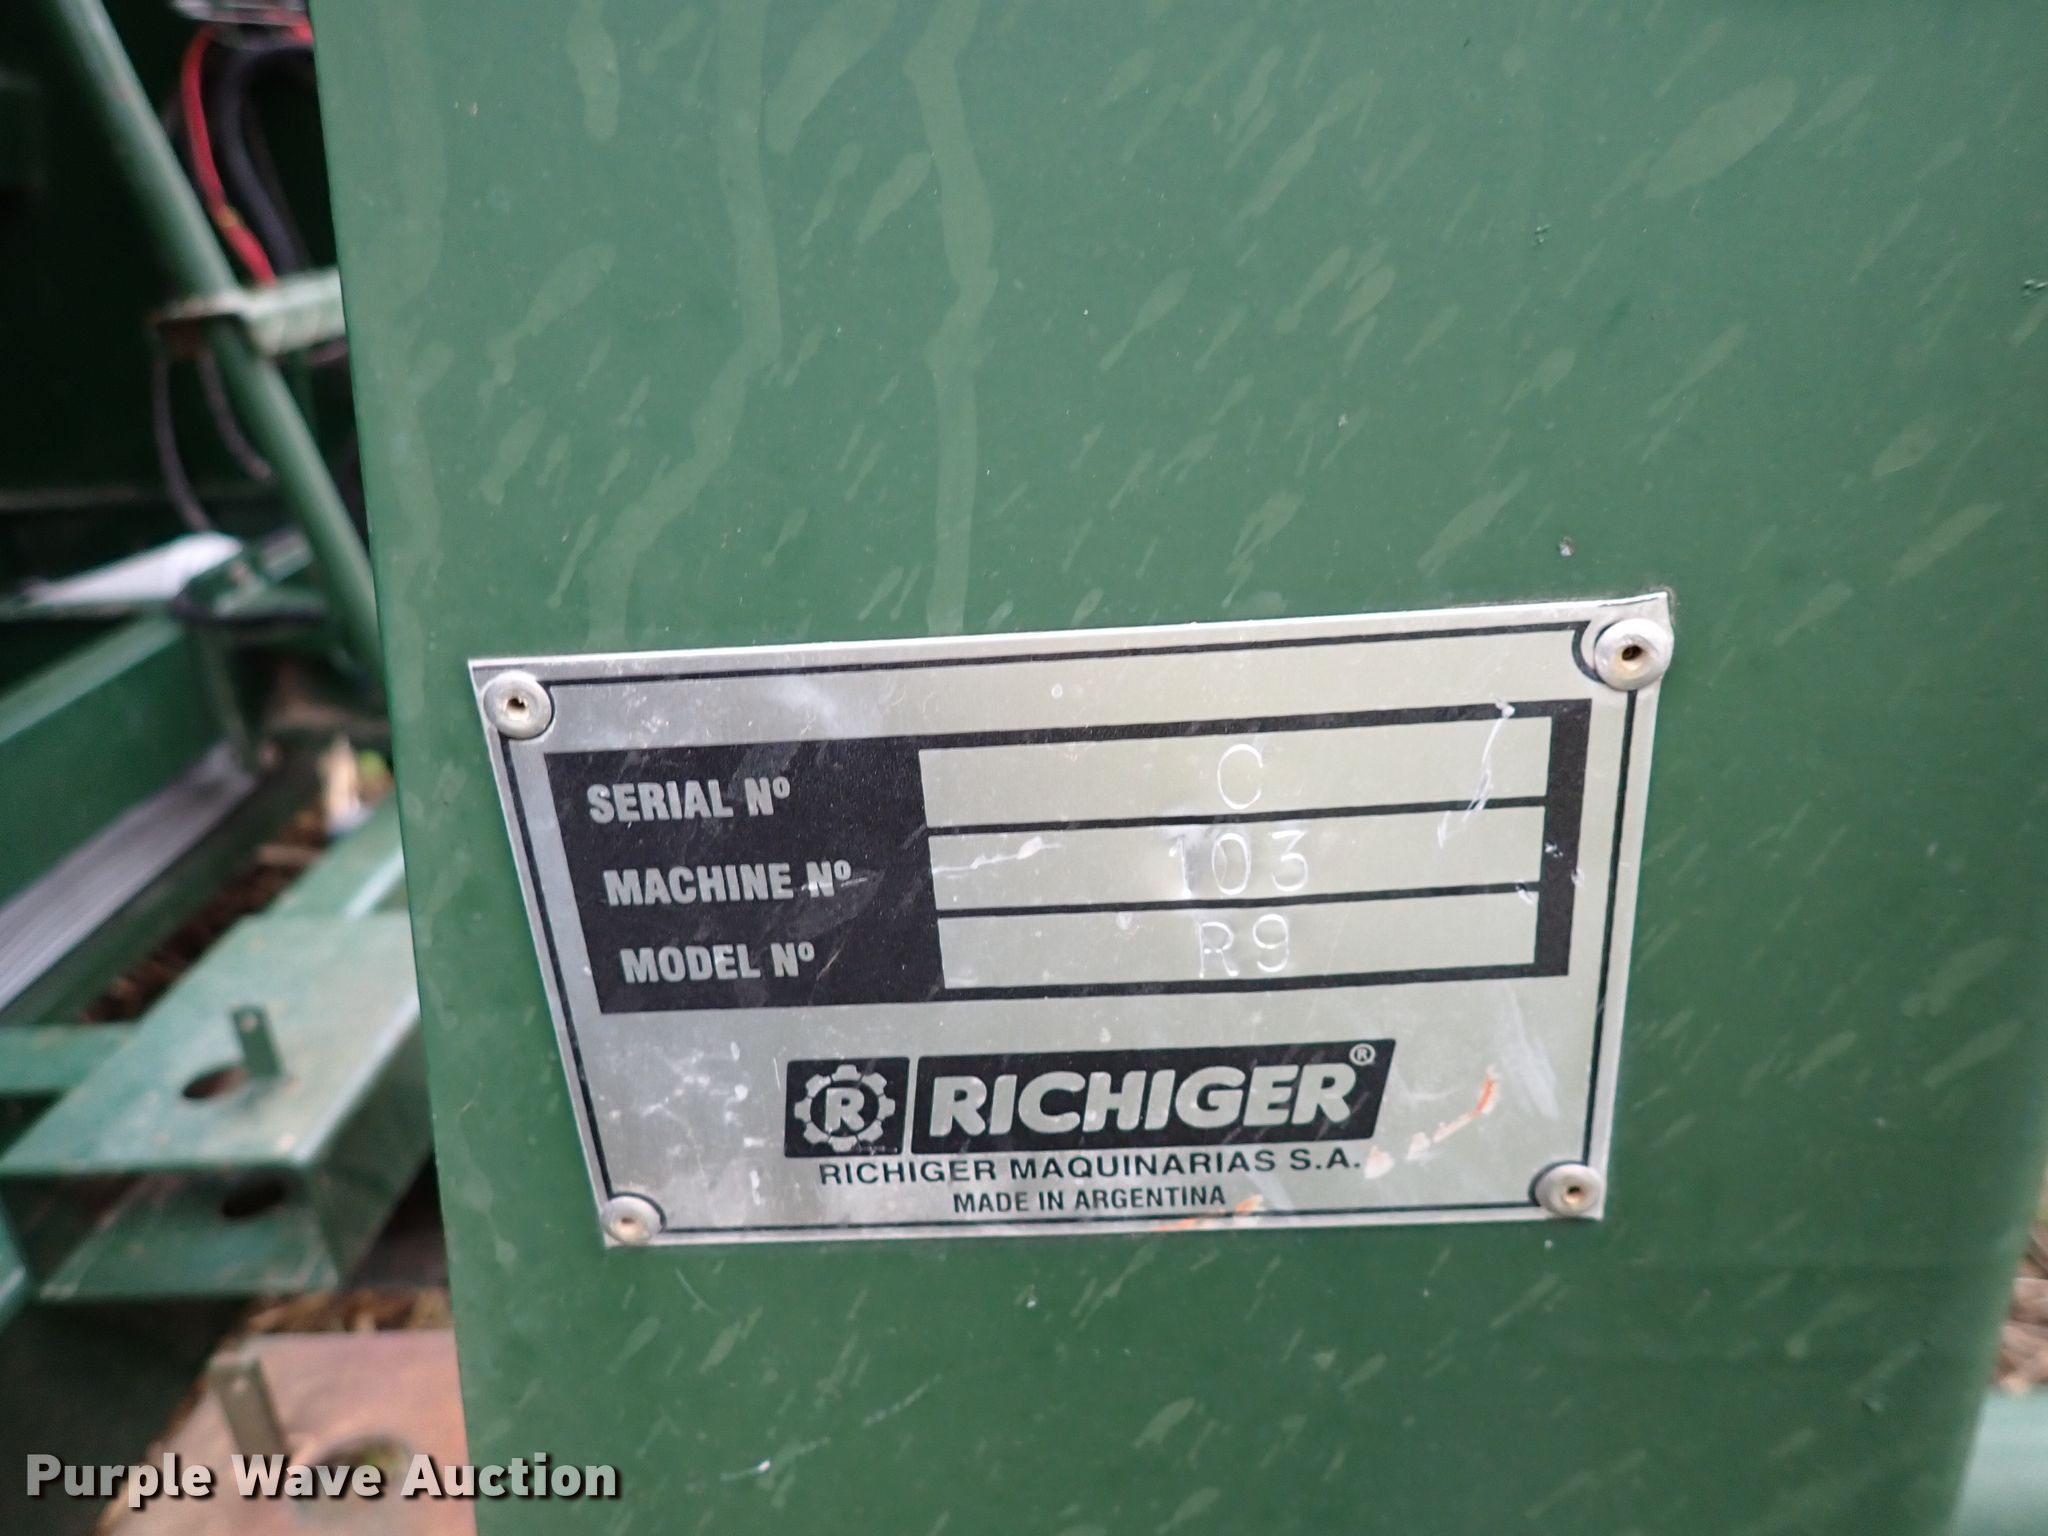 SERIAL Nº C
MACHINE Nº 103
MODEL Nº R9
R RICHIGER®
RICHIGER MAQUINARIAS S.A.
MADE IN ARGENTINA
Purple Wave Auction